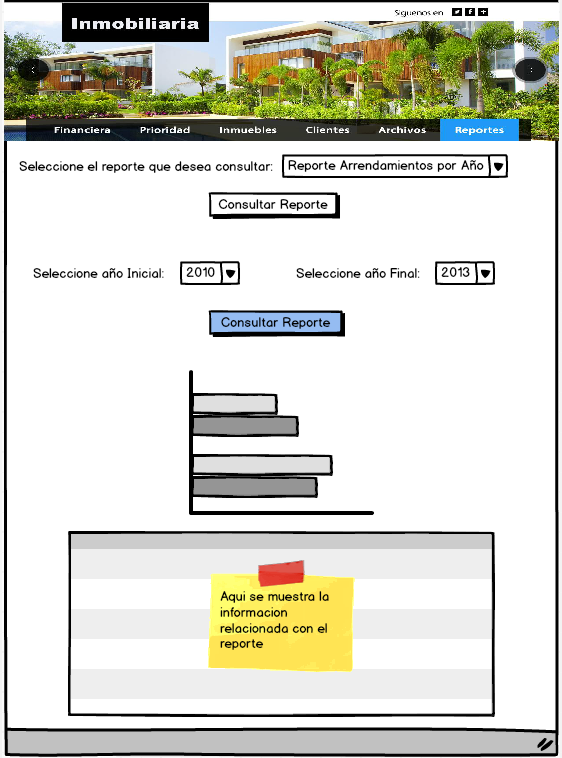 Inmobiliaria
Siguenos en
Financiera Prioridad Inmuebles Clientes Archivos Reportes
Seleccione el reporte que desea consultar: Reporte Arrendamientos por Año
Consultar Reporte
Seleccione año Inicial: 2010 Seleccione año Final: 2013
Consultar Reporte
Aqui se muestra la
informacion
relacionada con el
reporte